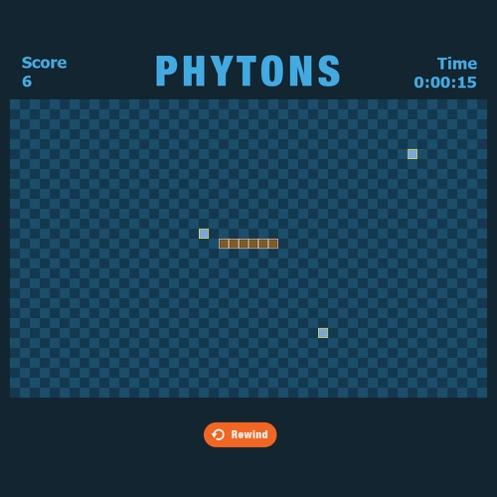 Score
6
PHYTONS
Time
0:00:15
Rewind